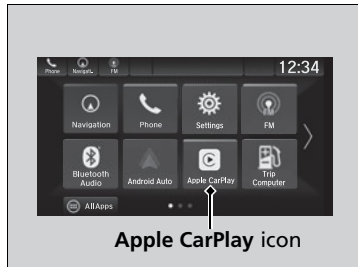 Phone Navigati.. FM 12:34
Navigation Phone Settings FM
Bluetooth Audio Android Auto Apple CarPlay Trip Computer
All Apps
Apple CarPlay icon